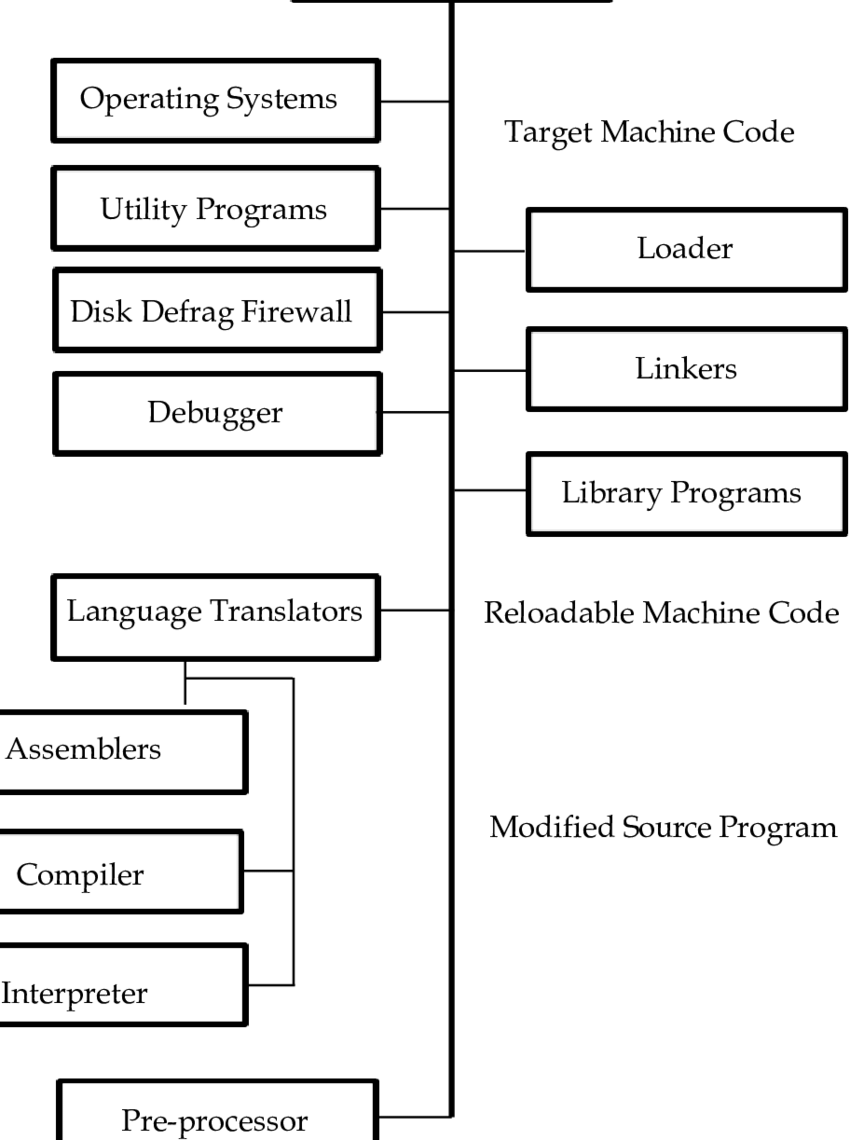 Operating Systems
Target Machine Code
Utility Programs
Loader
Disk Defrag Firewall
Linkers
Debugger
Library Programs
Language Translators
Reloadable Machine Code
Assemblers
Modified Source Program
Compiler
Interpreter
Pre-processor